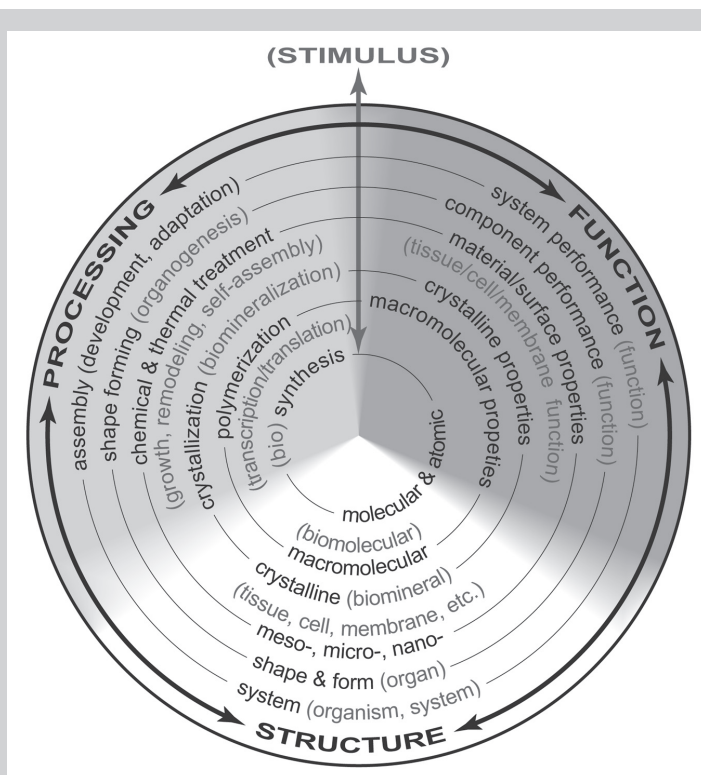 (STIMULUS)
PROCESSING
assembly (development, adaptation)
shape forming (organogenesis)
chemical & thermal treatment
(growth, remodeling, self-assembly)
crystallization (biomineralization)
polymerization
(transcription/translation)
(bio) synthesis
FUNCTION
system performance (function)
component performance (function)
material/surface properties
(tissue/cell/membrane function)
crystalline properties
macromolecular propeties
molecular & atomic
(biomolecular)
macromolecular
crystalline (biomineral)
(tissue, cell, membrane, etc.)
meso-, micro-, nano-
shape & form (organ)
system (organism, system)
STRUCTURE